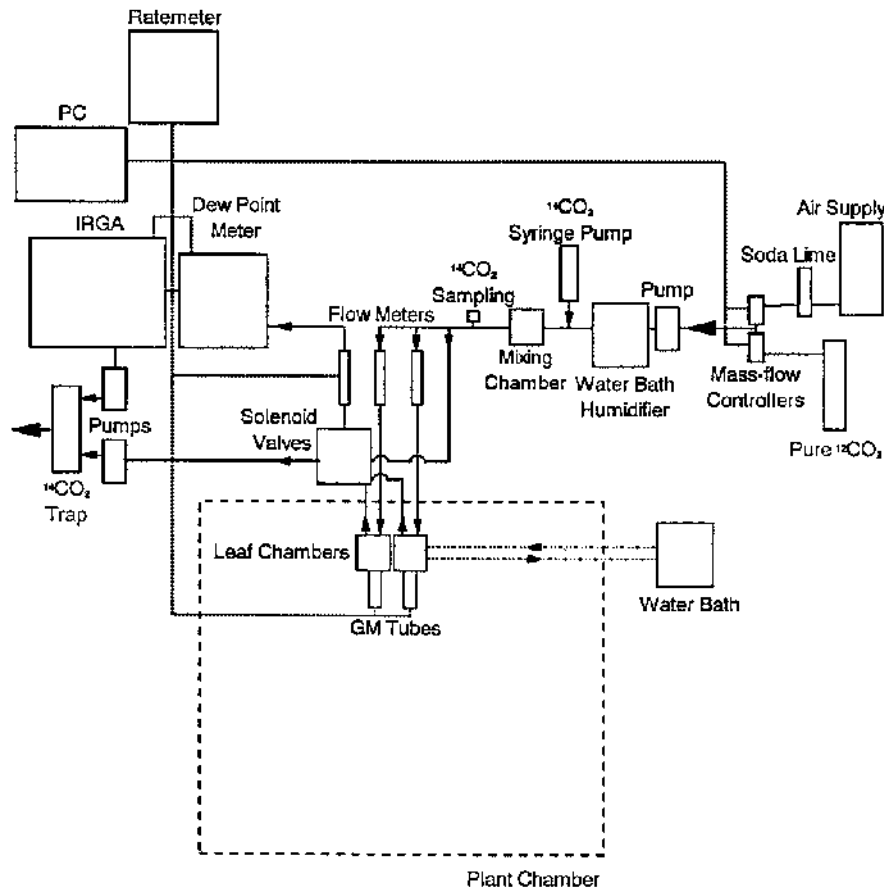 Ratemeter
PC
IRGA
Dew Point
Meter
¹⁴CO₂
Syringe Pump
Air Supply
Soda Lime
¹⁴CO₂
Sampling
Pump
Flow Meters
Mixing
Chamber
Water Bath
Humidifier
Mass-flow
Controllers
Pure ¹²CO₂
Solenoid
Valves
Pumps
¹⁴CO₂
Trap
Leaf Chambers
GM Tubes
Water Bath
Plant Chamber